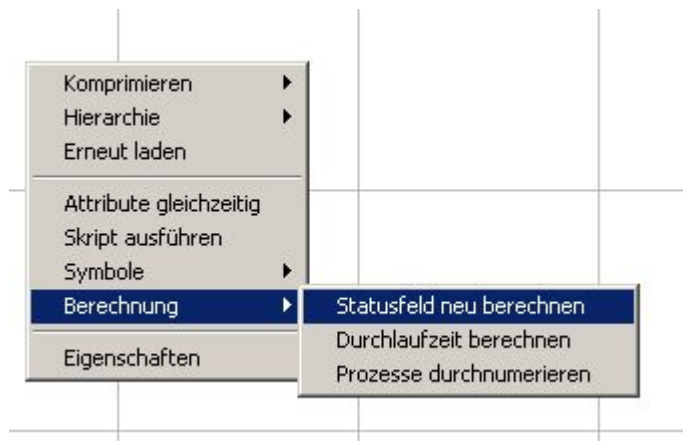 Komprimieren
Hierarchie
Erneut laden
Attribute gleichzeitig
Skript ausführen
Symbole
Berechnung
Eigenschaften
Statusfeld neu berechnen
Durchlaufzeit berechnen
Prozesse durchnumerieren